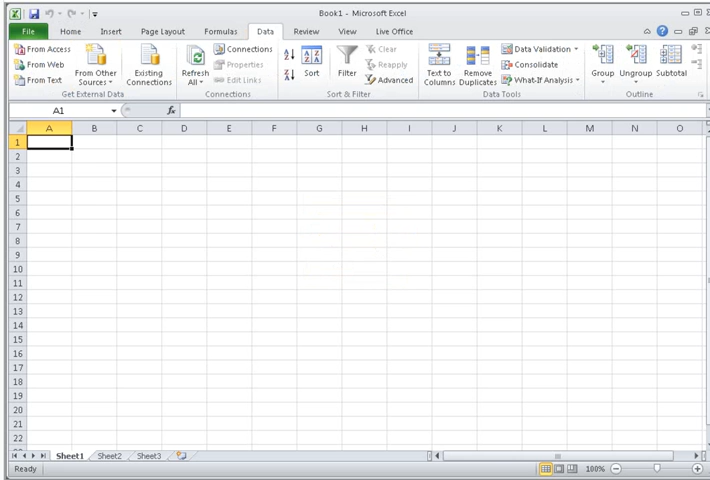 Book1 - Microsoft Excel
File Home Insert Page Layout Formulas Data Review View Live Office
From Access
From Web
From Text
From Other Sources
Existing Connections
Get External Data
Refresh All
Connections
Properties
Edit Links
Connections
Sort
Filter
Clear
Reapply
Advanced
Sort & Filter
Text to Columns
Remove Duplicates
Data Validation
Consolidate
What-If Analysis
Data Tools
Group
Ungroup
Subtotal
Outline
A1 fx
A B C D E F G H I J K L M N O
1
2
3
4
5
6
7
8
9
10
11
12
13
14
15
16
17
18
19
20
21
22
Sheet1 Sheet2 Sheet3
Ready 100%